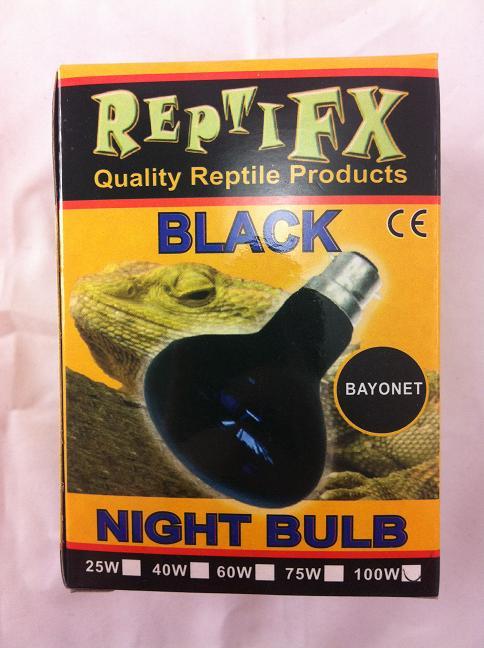 REPTIFX
Quality Reptile Products
BLACK
CE
BAYONET
NIGHT BULB
25W 40W 60W 75W 100W